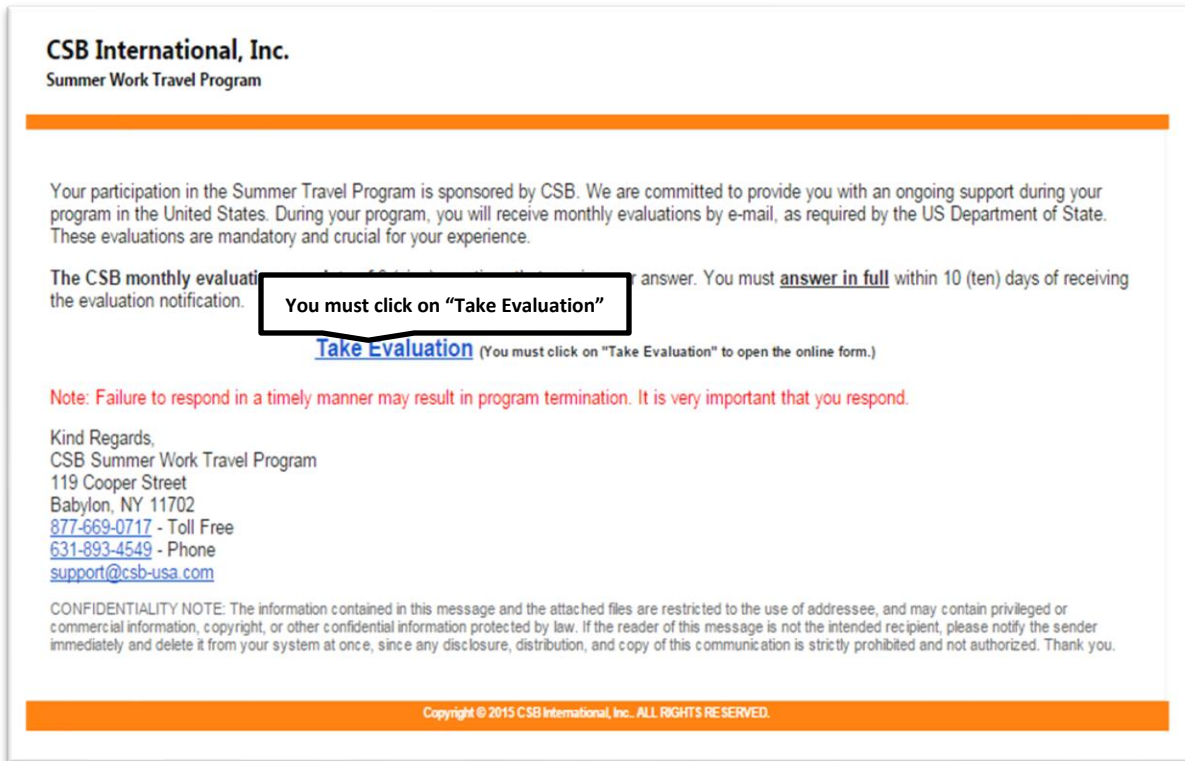 CSB International, Inc.
Summer Work Travel Program
Your participation in the Summer Travel Program is sponsored by CSB. We are committed to provide you with an ongoing support during your
program in the United States. During your program, you will receive monthly evaluations by e-mail, as required by the US Department of State.
These evaluations are mandatory and crucial for your experience.
The CSB monthly evaluati answer. You must answer in full within 10 (ten) days of receiving
the evaluation notification.
You must click on “Take Evaluation”
Take Evaluation (You must click on "Take Evaluation" to open the online form.)
Note: Failure to respond in a timely manner may result in program termination. It is very important that you respond.
Kind Regards,
CSB Summer Work Travel Program
119 Cooper Street
Babylon, NY 11702
877-669-0717 - Toll Free
631-893-4549 - Phone
support@csb-usa.com
CONFIDENTIALITY NOTE: The information contained in this message and the attached files are restricted to the use of addressee, and may contain privileged or
commercial information, copyright, or other confidential information protected by law. If the reader of this message is not the intended recipient, please notify the sender
immediately and delete it from your system at once, since any disclosure, distribution, and copy of this communication is strictly prohibited and not authorized. Thank you.
Copyright © 2015 CSB International, Inc.. ALL RIGHTS RESERVED.